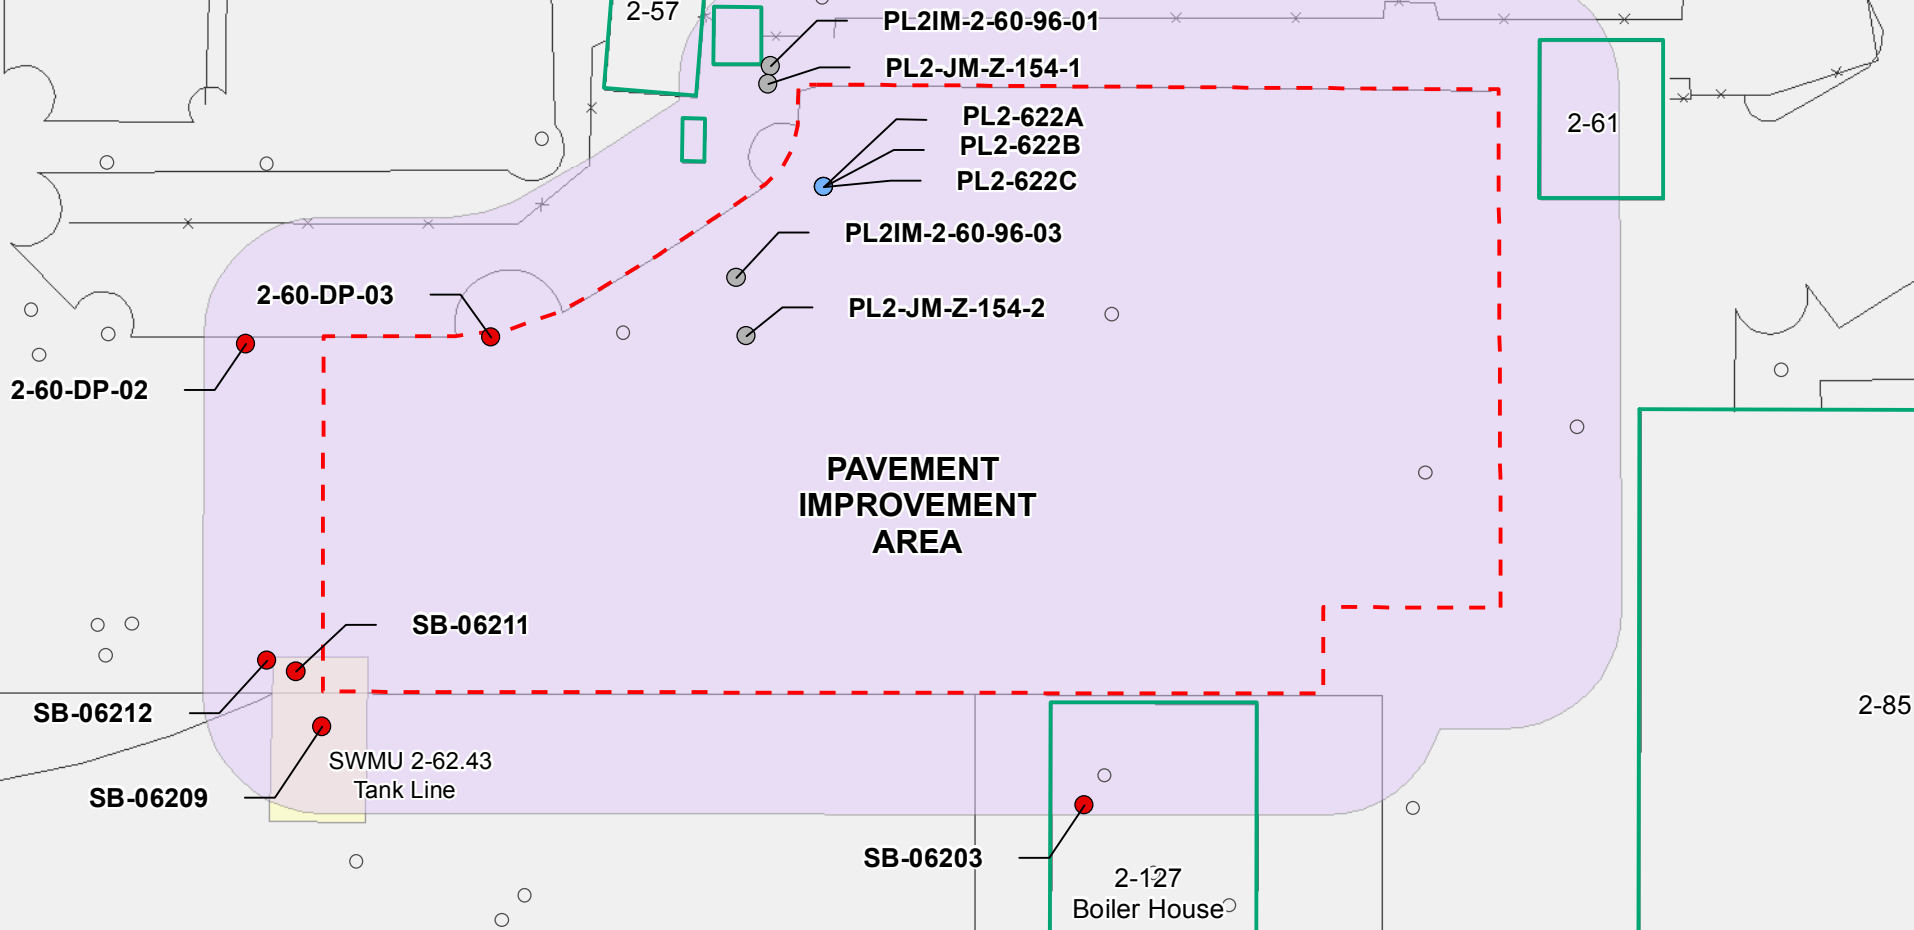 2-57
PL2IM-2-60-96-01
PL2-JM-Z-154-1
PL2-622A
2-61
PL2-622B
PL2-622C
PL2IM-2-60-96-03
2-60-DP-03
PL2-JM-Z-154-2
2-60-DP-02
PAVEMENT
IMPROVEMENT
AREA
SB-06211
SB-06212
2-85
SWMU 2-62.43
Tank Line
SB-06209
SB-06203
2-127
Boiler House